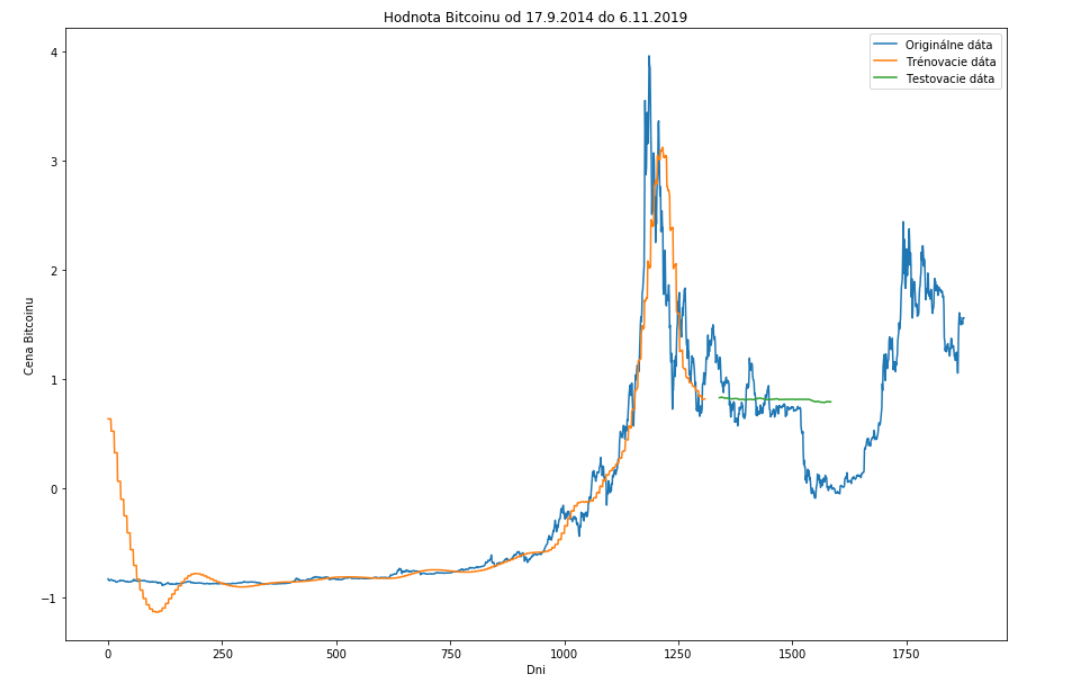 Hodnota Bitcoinu od 17.9.2014 do 6.11.2019
Originálne dáta
Trénovacie dáta
Testovacie dáta
4
3
2
1
0
−1
Cena Bitcoinu
0 250 500 750 1000 1250 1500 1750
Dni